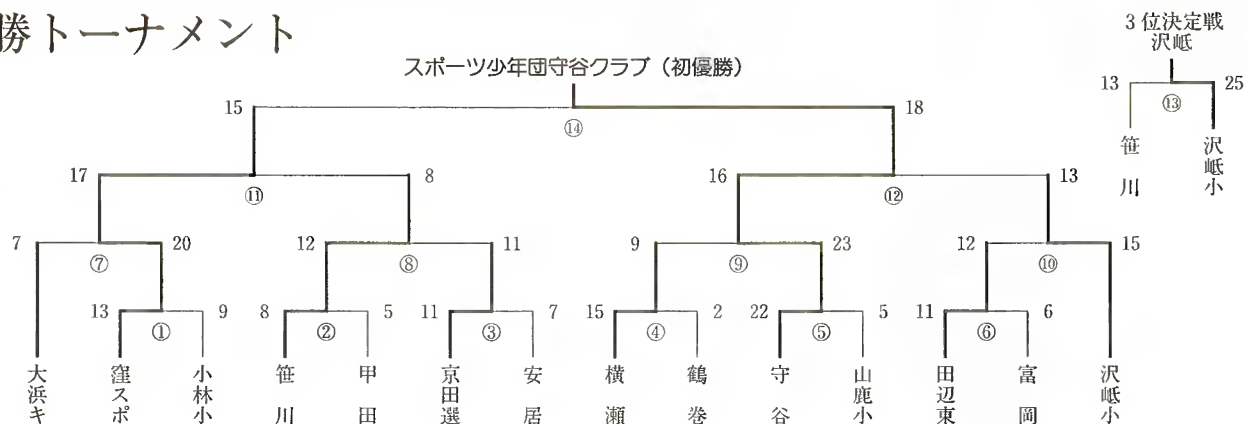 勝トーナメント
3位決定戦
沢岻
スポーツ少年団守谷クラブ（初優勝）
13 25
⑬
笹川 沢岻小
15 18
⑭
17 8 16 13
⑪ ⑫
7 20 12 11 9 23 12 15
⑦ ⑧ ⑨ ⑩
13 9 8 5 11 7 15 2 22 5 11 6
① ② ③ ④ ⑤ ⑥
大浜キ 窪スポ 小林小 笹川 甲田 京田選 安居 横瀬 鶴巻 守谷 山鹿小 田辺東 富岡 沢岻小